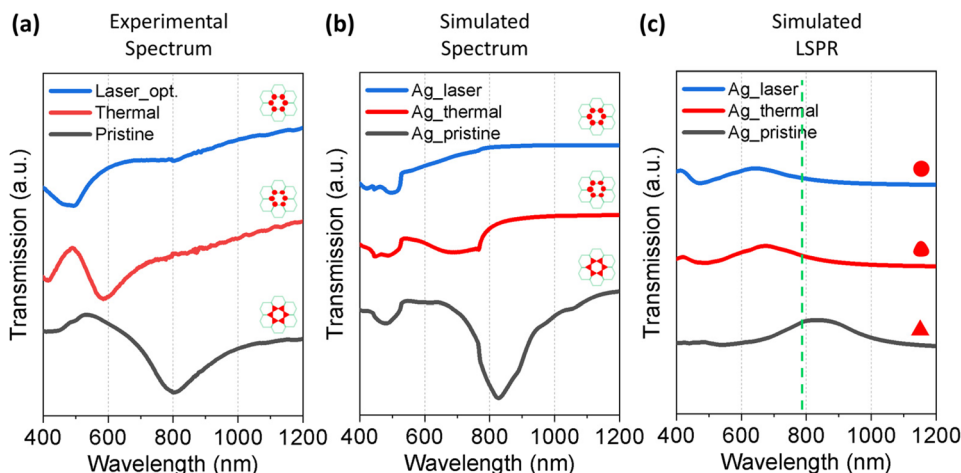 (a)
Experimental
Spectrum
Transmission (a.u.)
Laser_opt.
Thermal
Pristine
400 600 800 1000 1200
Wavelength (nm)
(b)
Simulated
Spectrum
Transmission (a.u.)
Ag_laser
Ag_thermal
Ag_pristine
400 600 800 1000 1200
Wavelength (nm)
(c)
Simulated
LSPR
Transmission (a.u.)
Ag_laser
Ag_thermal
Ag_pristine
400 600 800 1000 1200
Wavelength (nm)